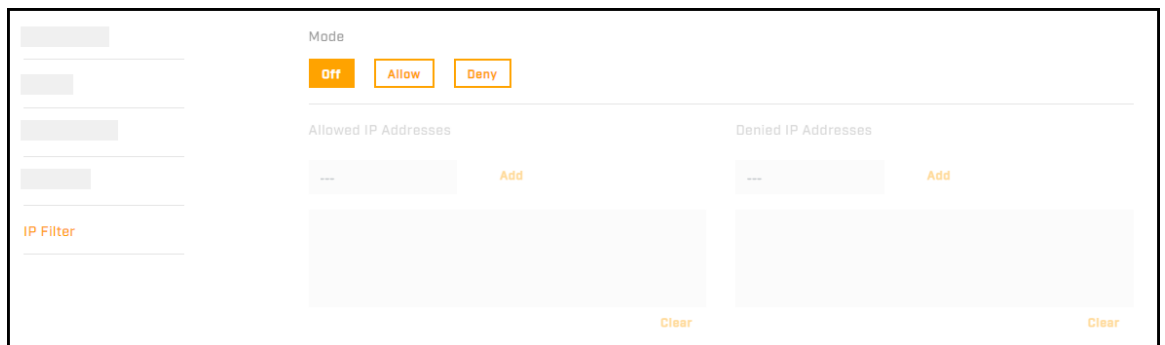 Mode
Off Allow Deny
Allowed IP Addresses Denied IP Addresses
--- Add --- Add
IP Filter
Clear Clear